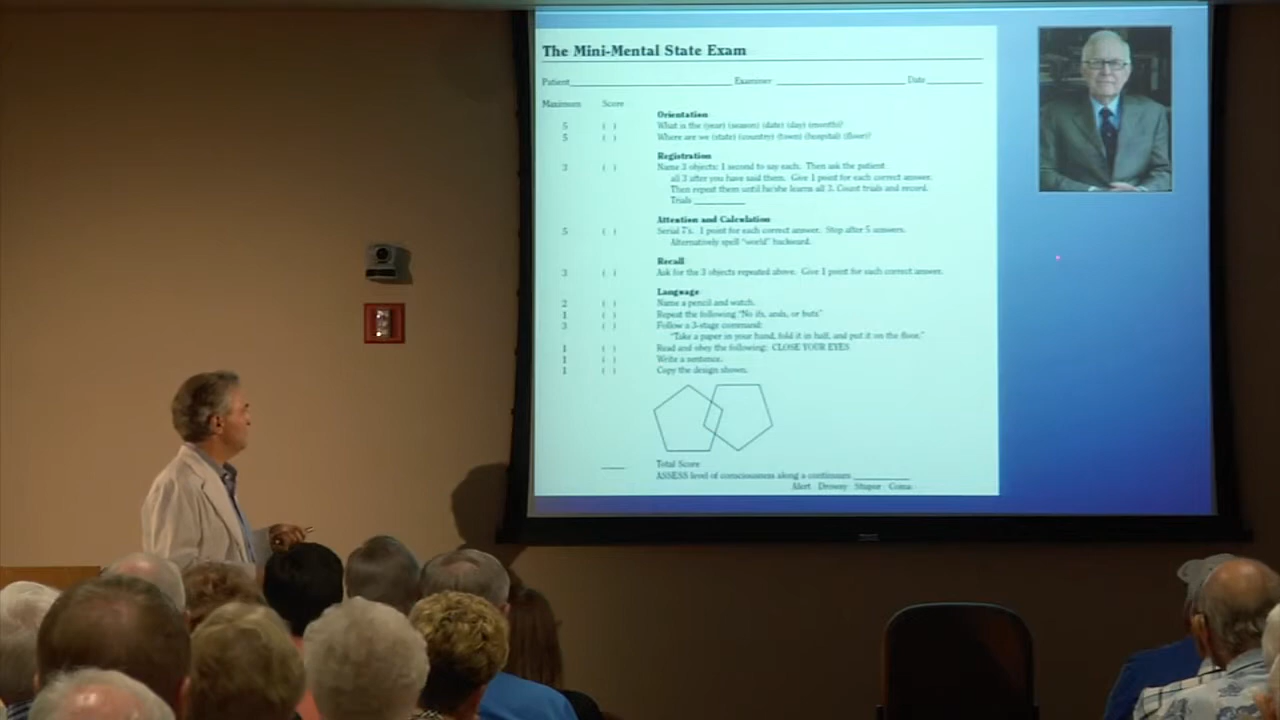 The Mini-Mental State Exam
Patient Examiner Date
Maximum Score
Orientation
5 ( ) What is the (year) (season) (date) (day) (month)?
5 ( ) Where are we (state) (country) (town) (hospital) (floor)?
Registration
3 ( ) Name 3 objects: 1 second to say each. Then ask the patient
all 3 after you have said them. Give 1 point for each correct answer.
Then repeat them until he/she learns all 3. Count trials and record.
Trials
Attention and Calculation
5 ( ) Serial 7's. 1 point for each correct answer. Stop after 5 answers.
Alternatively spell "world" backward.
Recall
3 ( ) Ask for the 3 objects repeated above. Give 1 point for each correct answer.
Language
2 ( ) Name a pencil and watch.
1 ( ) Repeat the following "No ifs, ands, or buts"
3 ( ) Follow a 3-stage command:
"Take a paper in your hand, fold it in half, and put it on the floor."
1 ( ) Read and obey the following: CLOSE YOUR EYES
1 ( ) Write a sentence.
1 ( ) Copy the design shown.
Total Score
ASSESS level of consciousness along a continuum
Alert Drowsy Stupor Coma